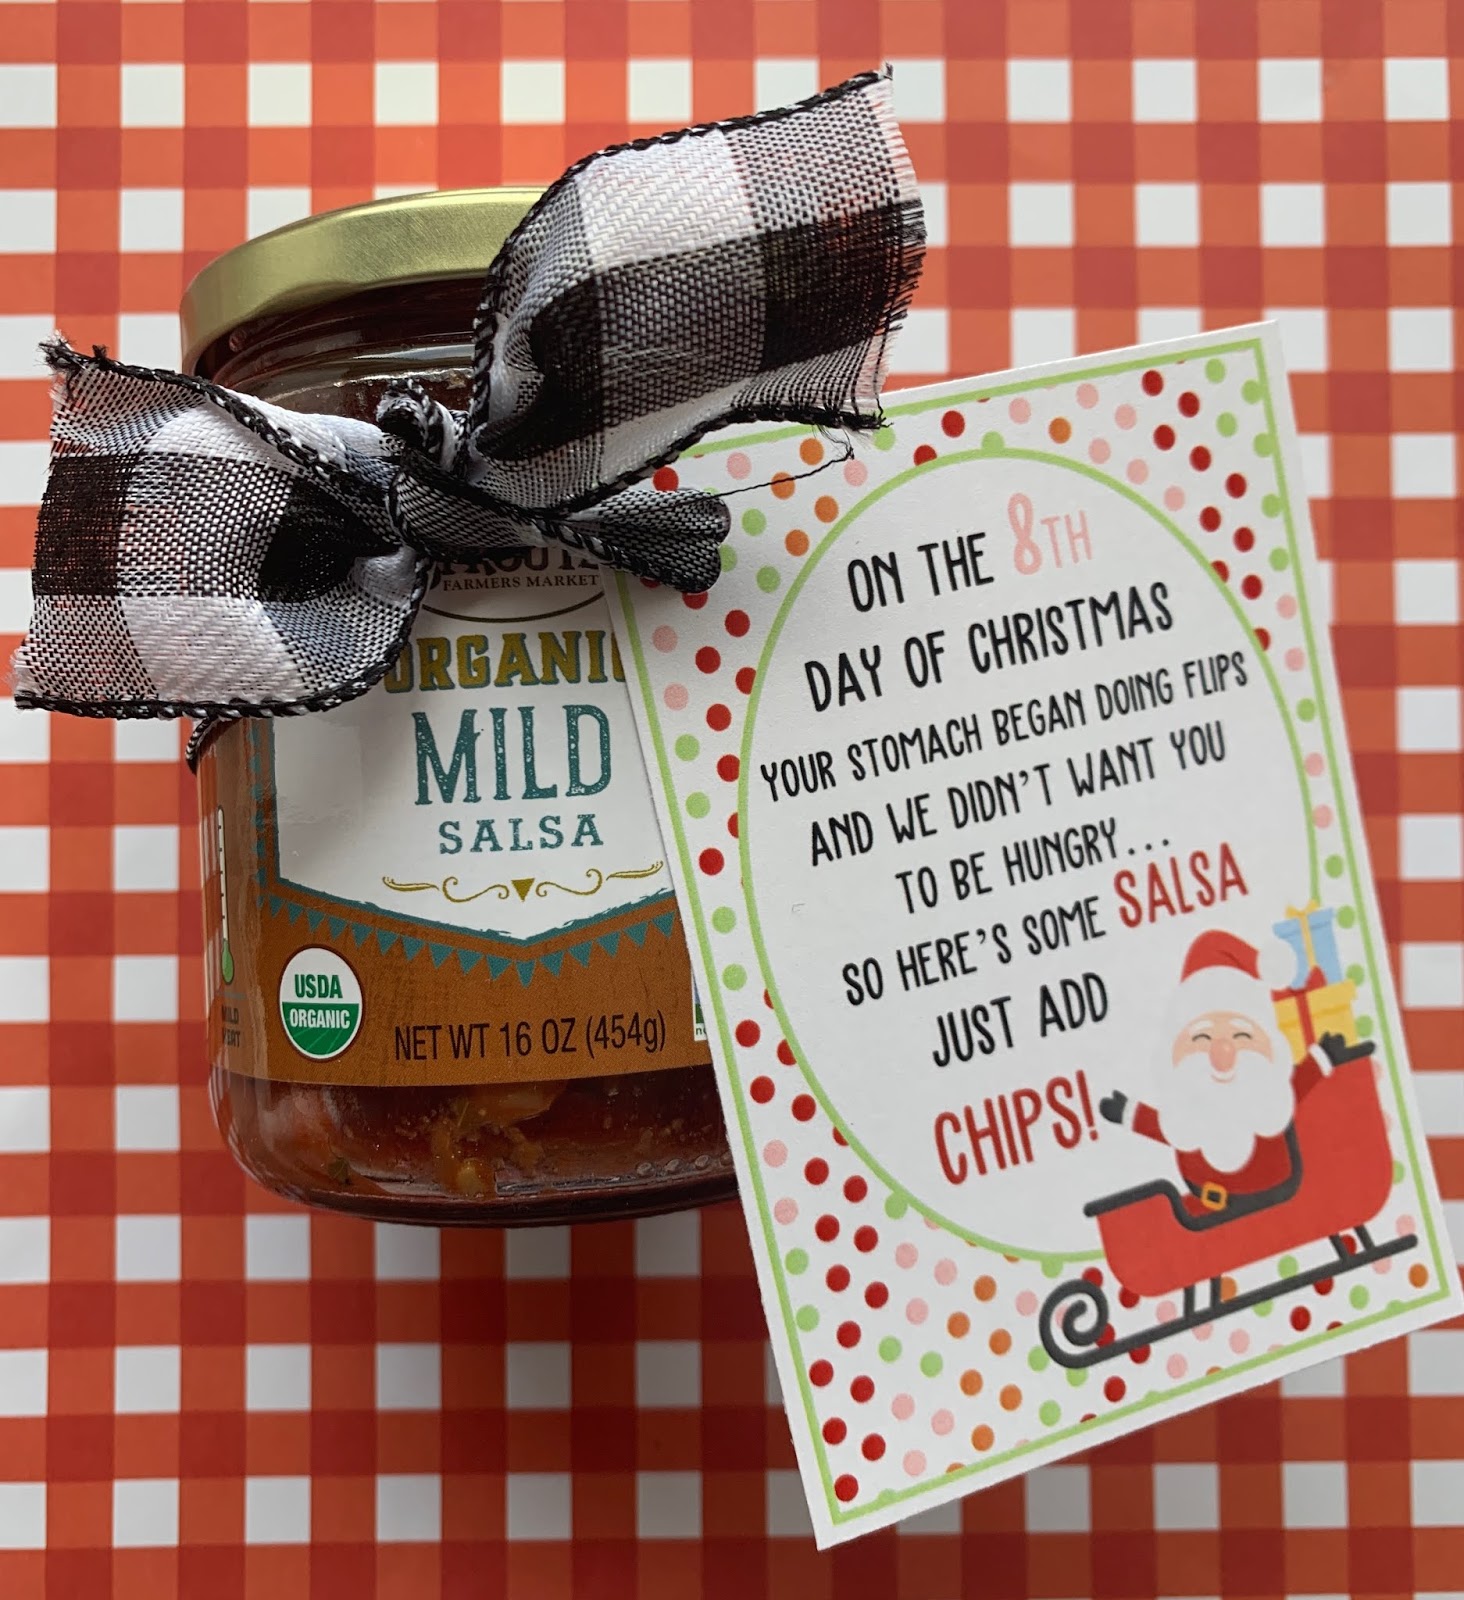 FARMERS MARKET
ORGANIC
MILD
SALSA
USDA
ORGANIC
NET WT 16 OZ (454g)
ON THE 8TH
DAY OF CHRISTMAS
YOUR STOMACH BEGAN DOING FLIPS
AND WE DIDN'T WANT YOU
TO BE HUNGRY...
SO HERE'S SOME SALSA
JUST ADD
CHIPS!